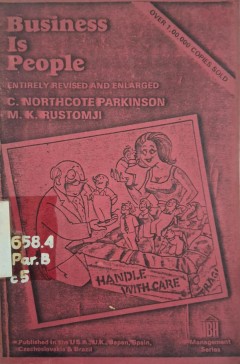 Business
Is
People
OVER 1,00,000 COPIES SOLD
ENTIRELY REVISED AND ENLARGED
C. NORTHCOTE PARKINSON
M. K. RUSTOMJI
658.4
Par.B
c5
HANDLE
WITH CARE
Published in the U.S.A., U.K., Japan, Spain,
Czechoslovakia & Brazil
IBH
Management
Series